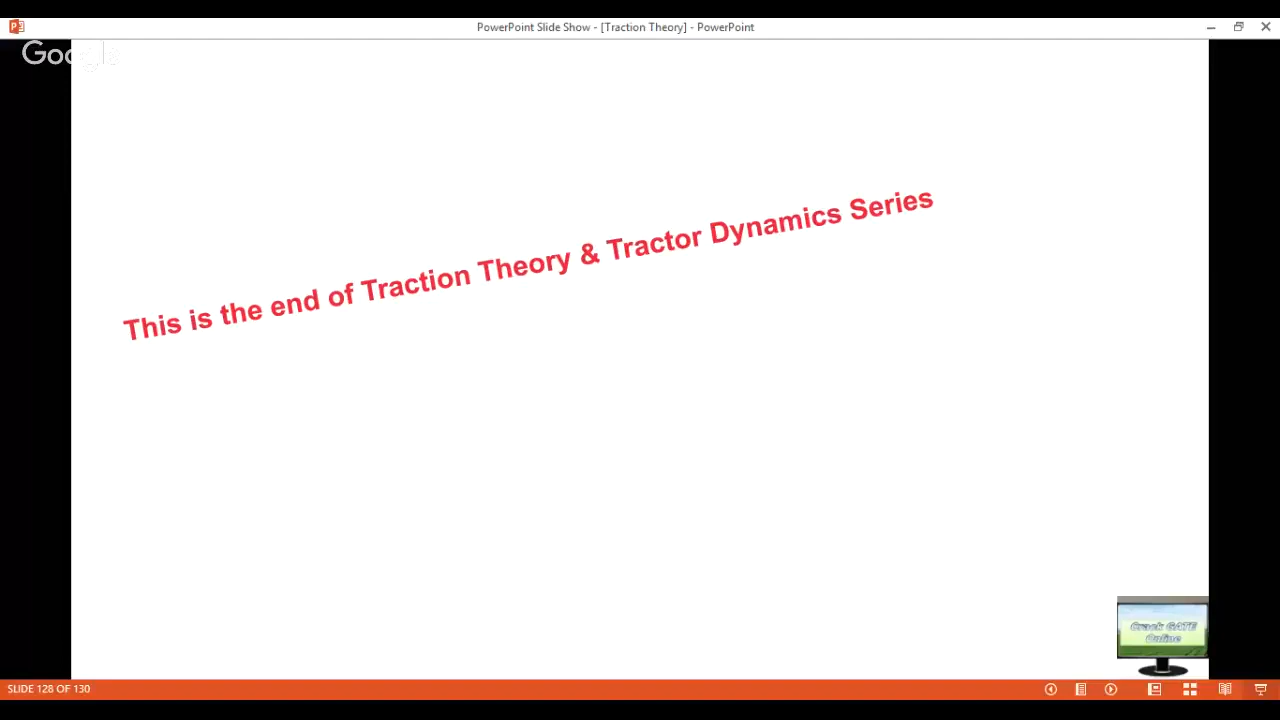 PowerPoint Slide Show - [Traction Theory] - PowerPoint
Google
This is the end of Traction Theory & Tractor Dynamics Series
Crack GATE
Online
SLIDE 128 OF 130